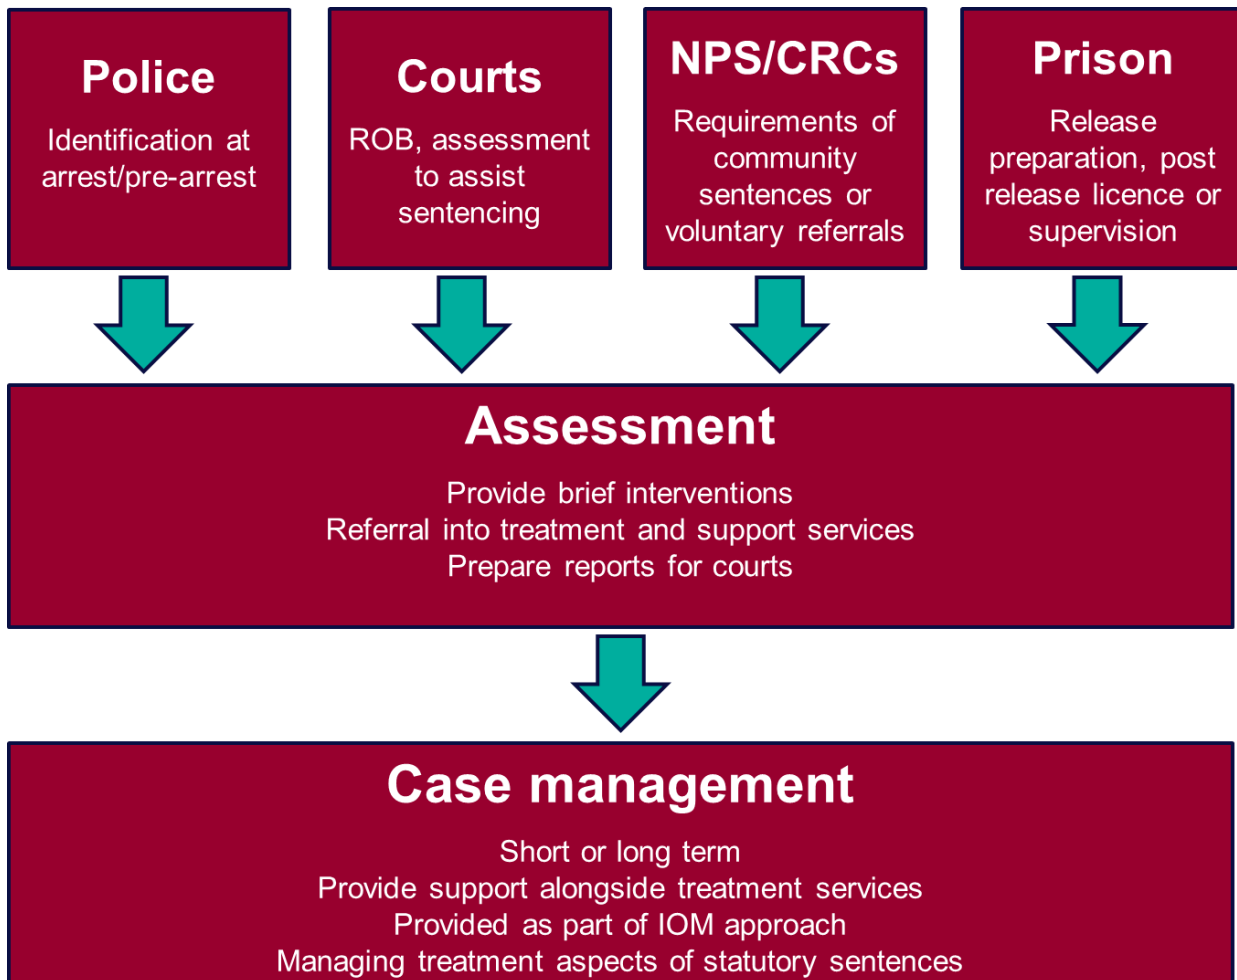 Police
Identification at
arrest/pre-arrest
Courts
ROB, assessment
to assist
sentencing
NPS/CRCs
Requirements of
community
sentences or
voluntary referrals
Prison
Release
preparation, post
release licence or
supervision
Assessment
Provide brief interventions
Referral into treatment and support services
Prepare reports for courts
Case management
Short or long term
Provide support alongside treatment services
Provided as part of IOM approach
Managing treatment aspects of statutory sentences